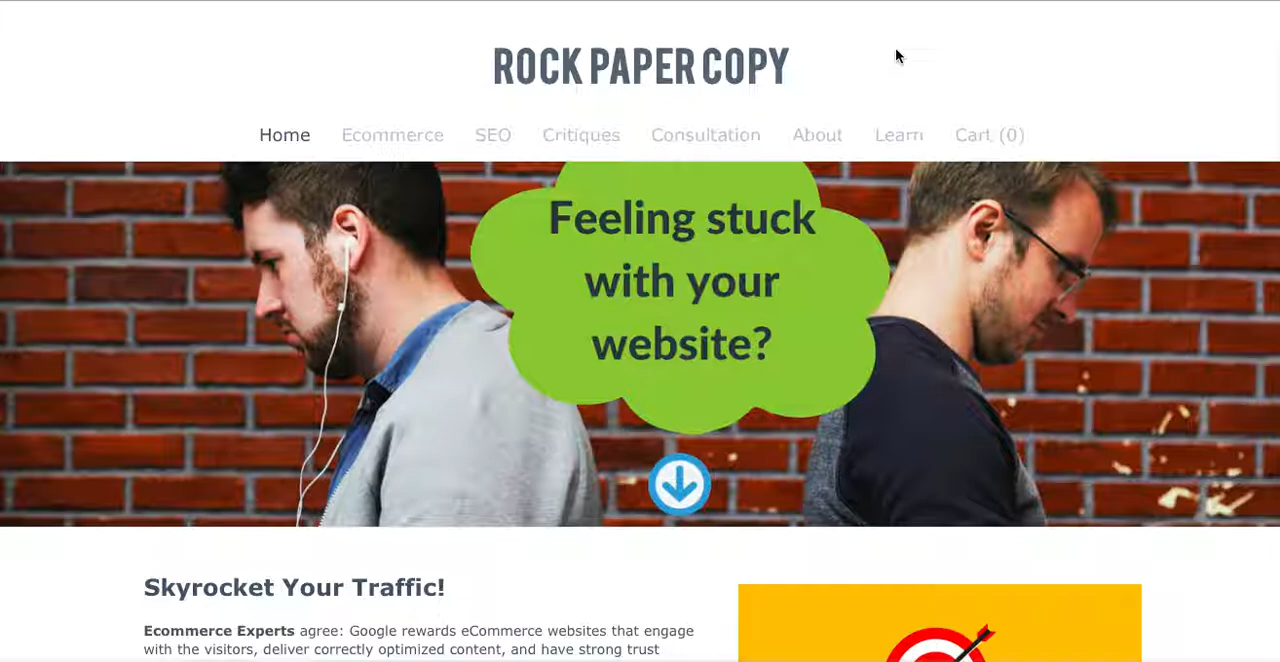 ROCK PAPER COPY
Home Ecommerce SEO Critiques Consultation About Learn Cart (0)
Feeling stuck
with your
website?
Skyrocket Your Traffic!
Ecommerce Experts agree: Google rewards eCommerce websites that engage
with the visitors, deliver correctly optimized content, and have strong trust